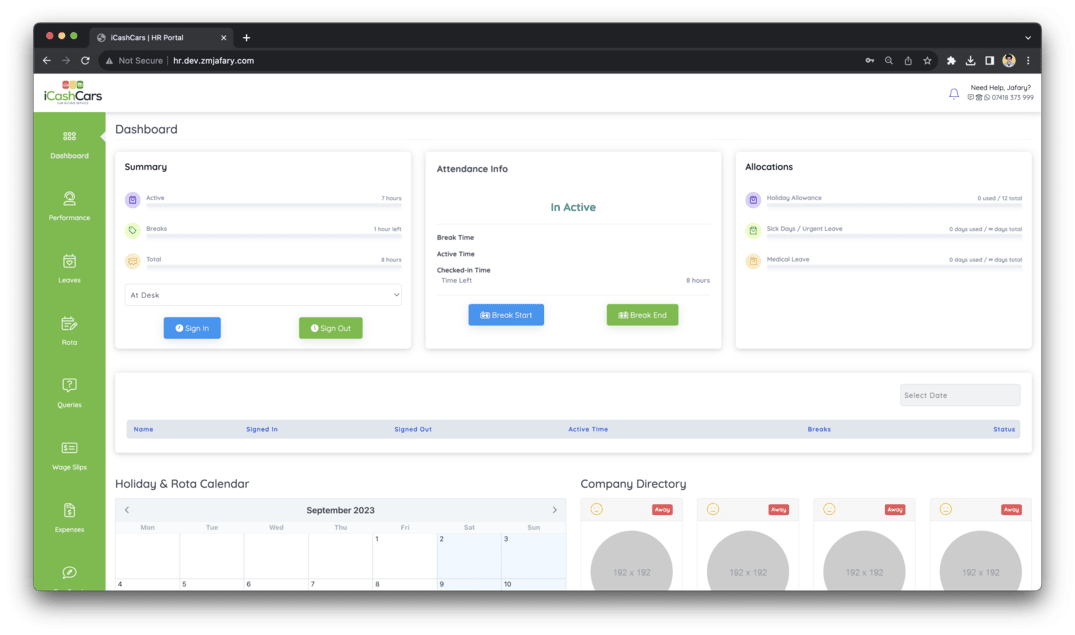 iCashCars | HR Portal
Not Secure | hr.dev.zmjafary.com
iCashCars
Need Help, Jafary?
07418 373 999
Dashboard
Performance
Leaves
Rota
Queries
Wage Slips
Expenses
Dashboard
Summary
Active 7 hours
Breaks 1 hour left
Total 8 hours
At Desk
Sign In Sign Out
Attendance Info
In Active
Break Time
Active Time
Checked-in Time
Time Left 8 hours
Break Start Break End
Allocations
Holiday Allowance 0 used / 12 total
Sick Days / Urgent Leave 0 days used / ∞ days total
Medical Leave 0 days used / ∞ days total
Select Date
Name Signed In Signed Out Active Time Breaks Status
Holiday & Rota Calendar
September 2023
Mon Tue Wed Thu Fri Sat Sun
1 2 3
4 5 6 7 8 9 10
Company Directory
Away Away Away Away
192 x 192 192 x 192 192 x 192 192 x 192